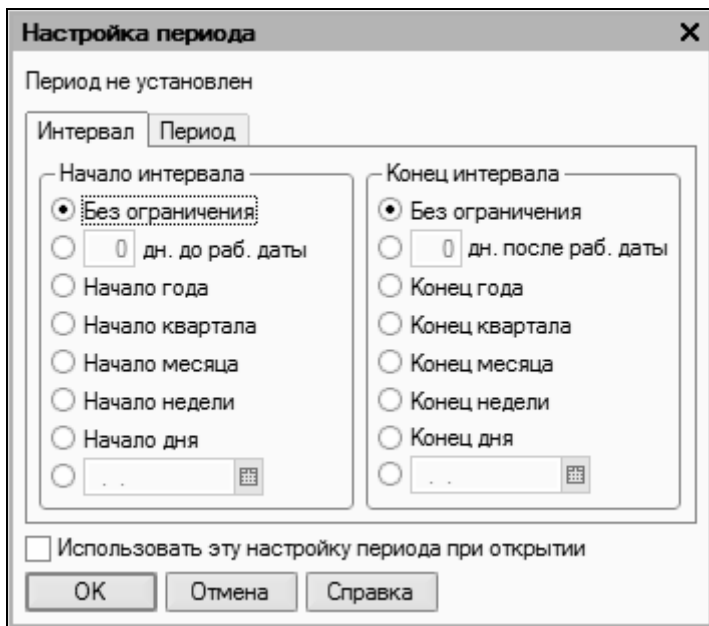 Настройка периода
Период не установлен
Интервал Период
Начало интервала
Без ограничения
0 дн. до раб. даты
Начало года
Начало квартала
Начало месяца
Начало недели
Начало дня
. .
Конец интервала
Без ограничения
0 дн. после раб. даты
Конец года
Конец квартала
Конец месяца
Конец недели
Конец дня
. .
Использовать эту настройку периода при открытии
OK Отмена Справка